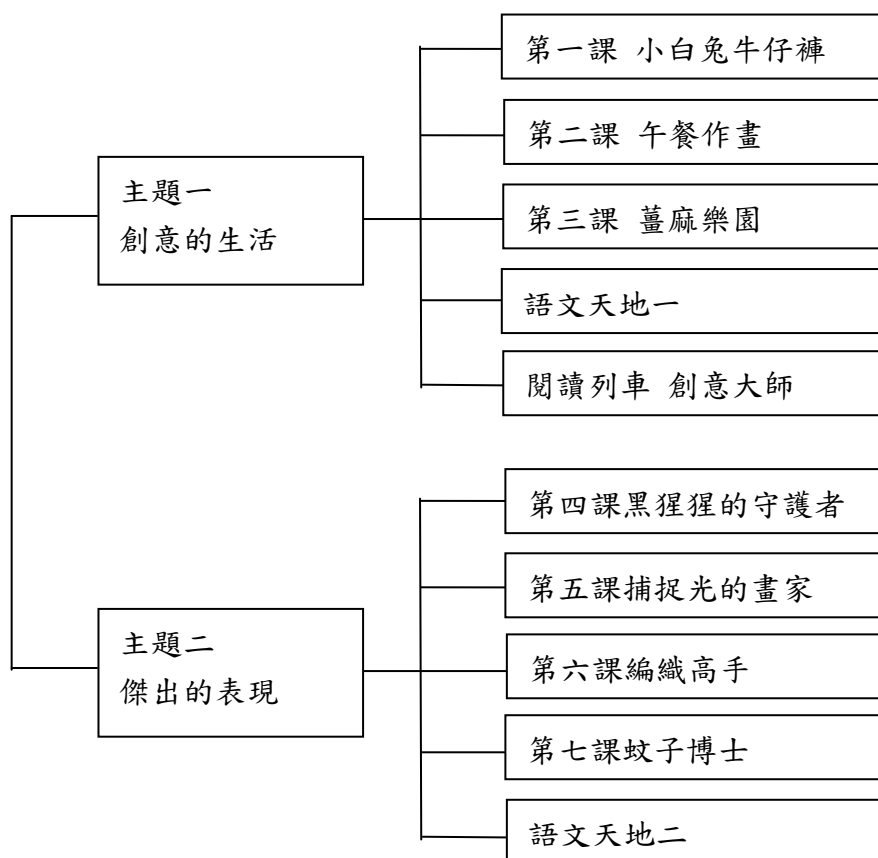 主題一
創意的生活
第一課 小白兔牛仔褲
第二課 午餐作畫
第三課 薑麻樂園
語文天地一
閱讀列車 創意大師
主題二
傑出的表現
第四課黑猩猩的守護者
第五課捕捉光的畫家
第六課編織高手
第七課蚊子博士
語文天地二